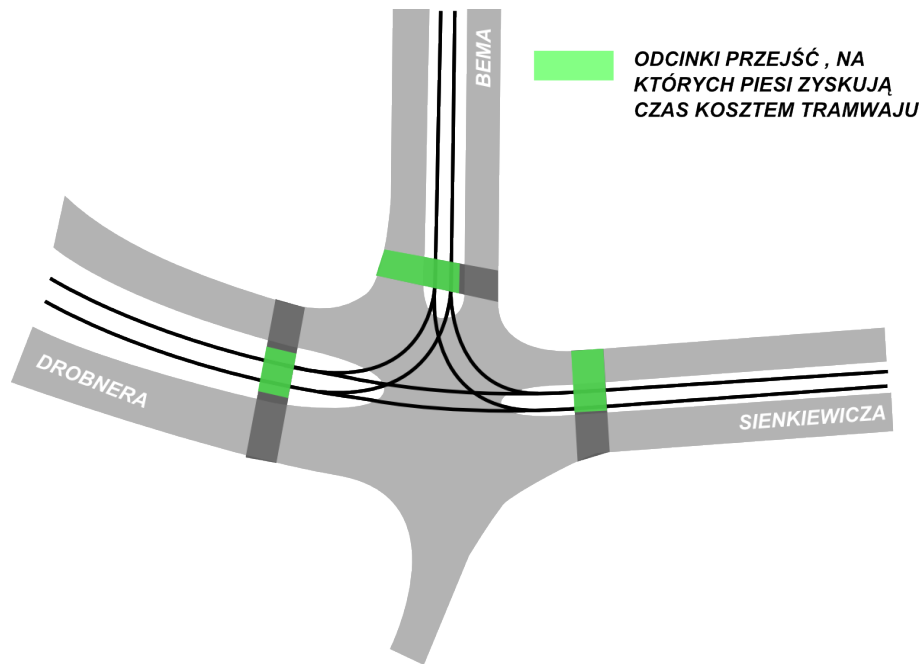 BEMA
ODCINKI PRZEJŚĆ , NA
KTÓRYCH PIESI ZYSKUJĄ
CZAS KOSZTEM TRAMWAJU
DROBNERA
SIENKIEWICZA